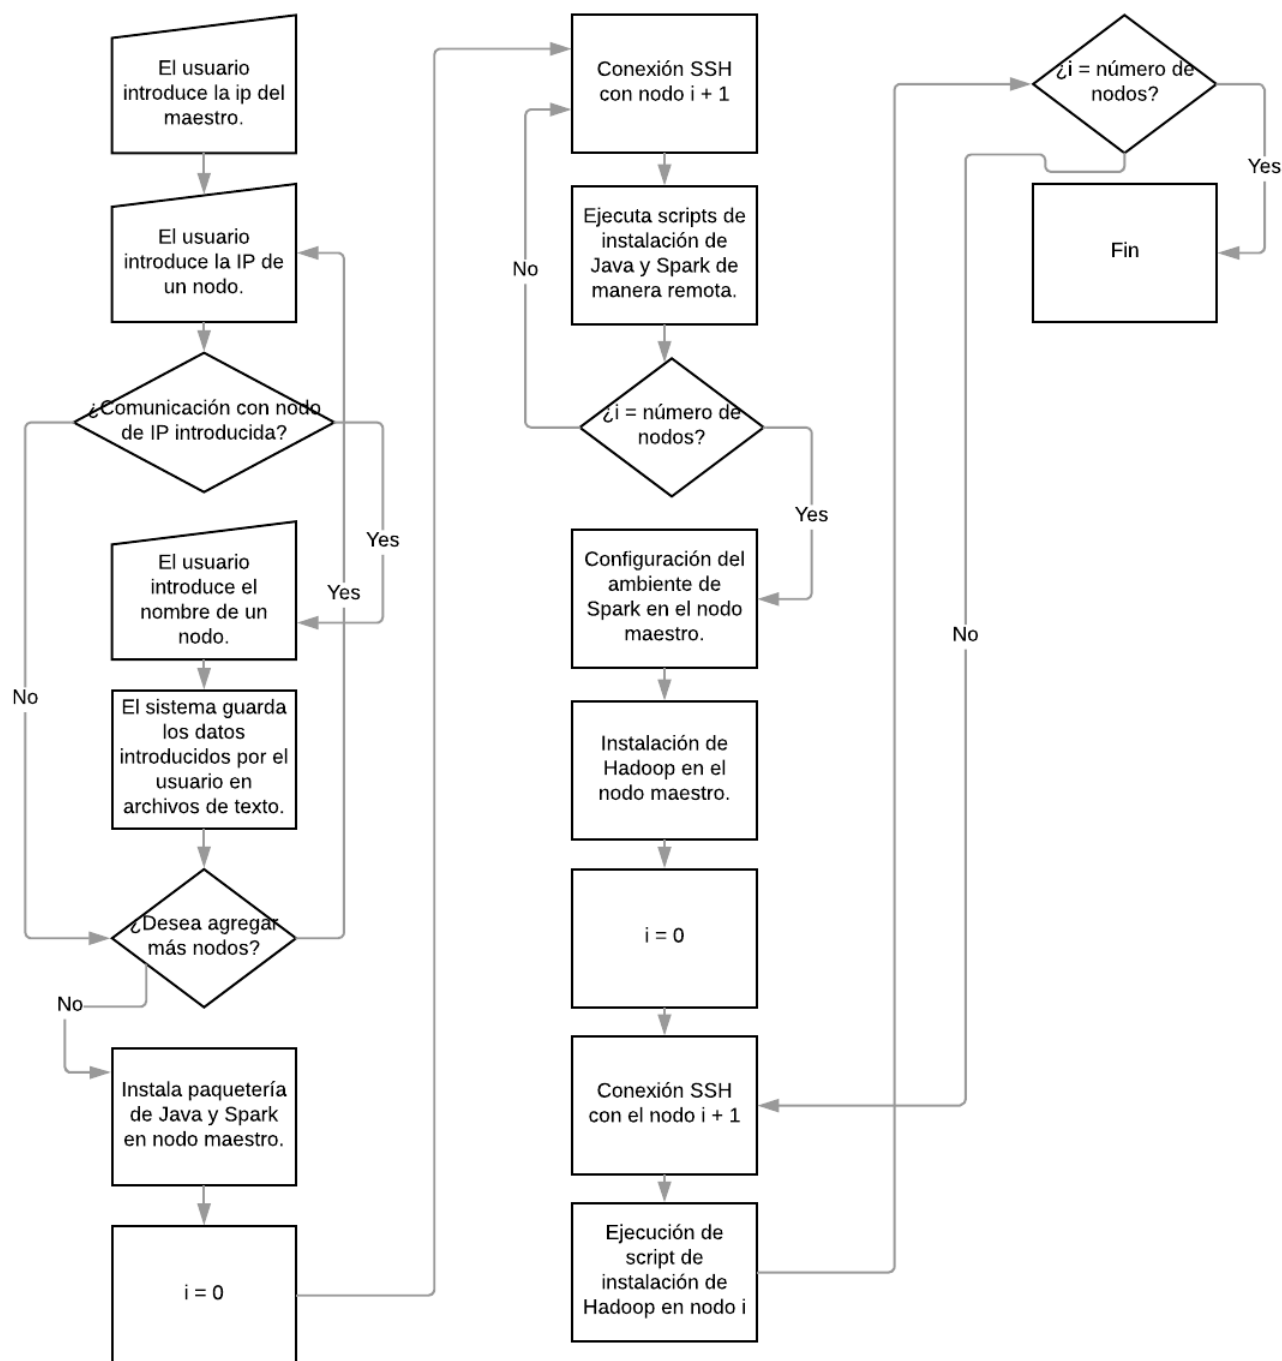 El usuario
introduce la ip del
maestro.
El usuario
introduce la IP de
un nodo.
¿Comunicación con nodo
de IP introducida?
Yes
El usuario
introduce el
nombre de un
nodo.
Yes
No
El sistema guarda
los datos
introducidos por el
usuario en
archivos de texto.
¿Desea agregar
más nodos?
No
Instala paquetería
de Java y Spark
en nodo maestro.
i = 0
Conexión SSH
con nodo i + 1
Ejecuta scripts de
instalación de
Java y Spark de
manera remota.
No
¿i = número de
nodos?
Yes
Configuración del
ambiente de
Spark en el nodo
maestro.
Instalación de
Hadoop en el
nodo maestro.
i = 0
Conexión SSH
con el nodo i + 1
Ejecución de
script de
instalación de
Hadoop en nodo i
¿i = número de
nodos?
Yes
No
Fin